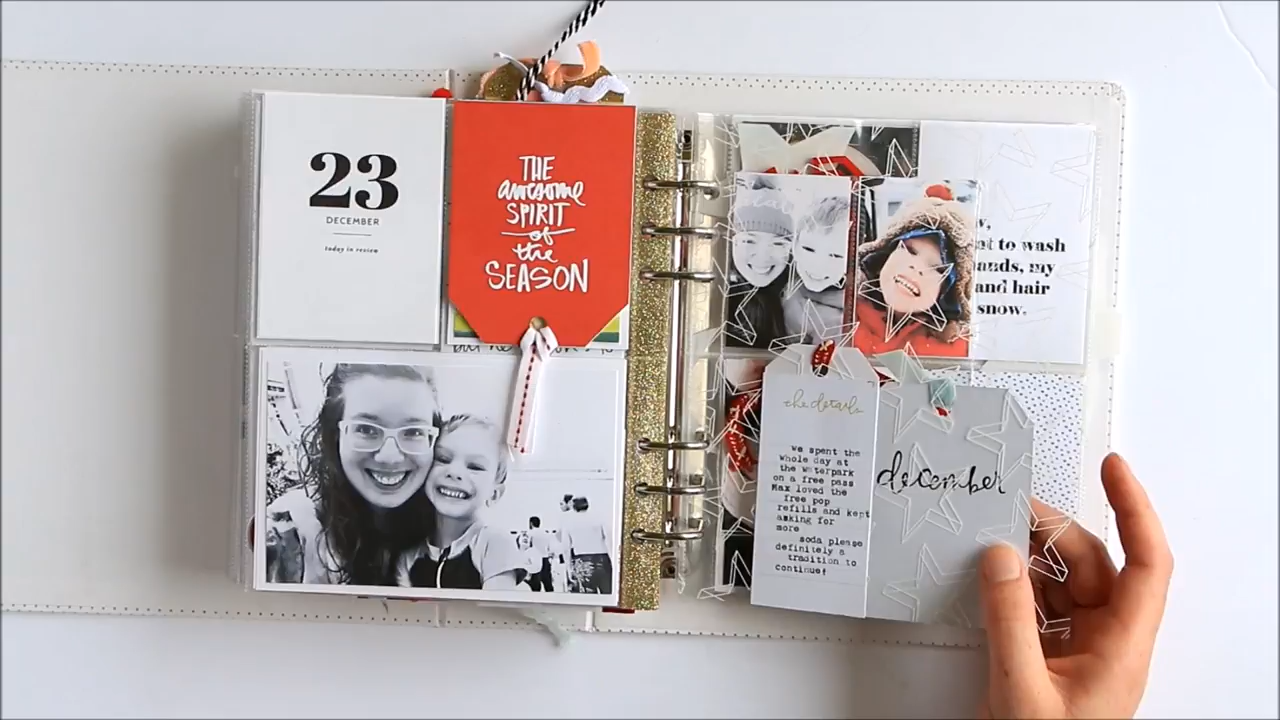 23
DECEMBER
today in review
THE
awesome
SPIRIT
of
the
SEASON
to wash
my
and hair
snow.
the details
we spent the
whole day at
the waterpark
on a free pass
Max loved the
free pop
refills and kept
asking for
more
soda please
definitely a
tradition to
continue!
december